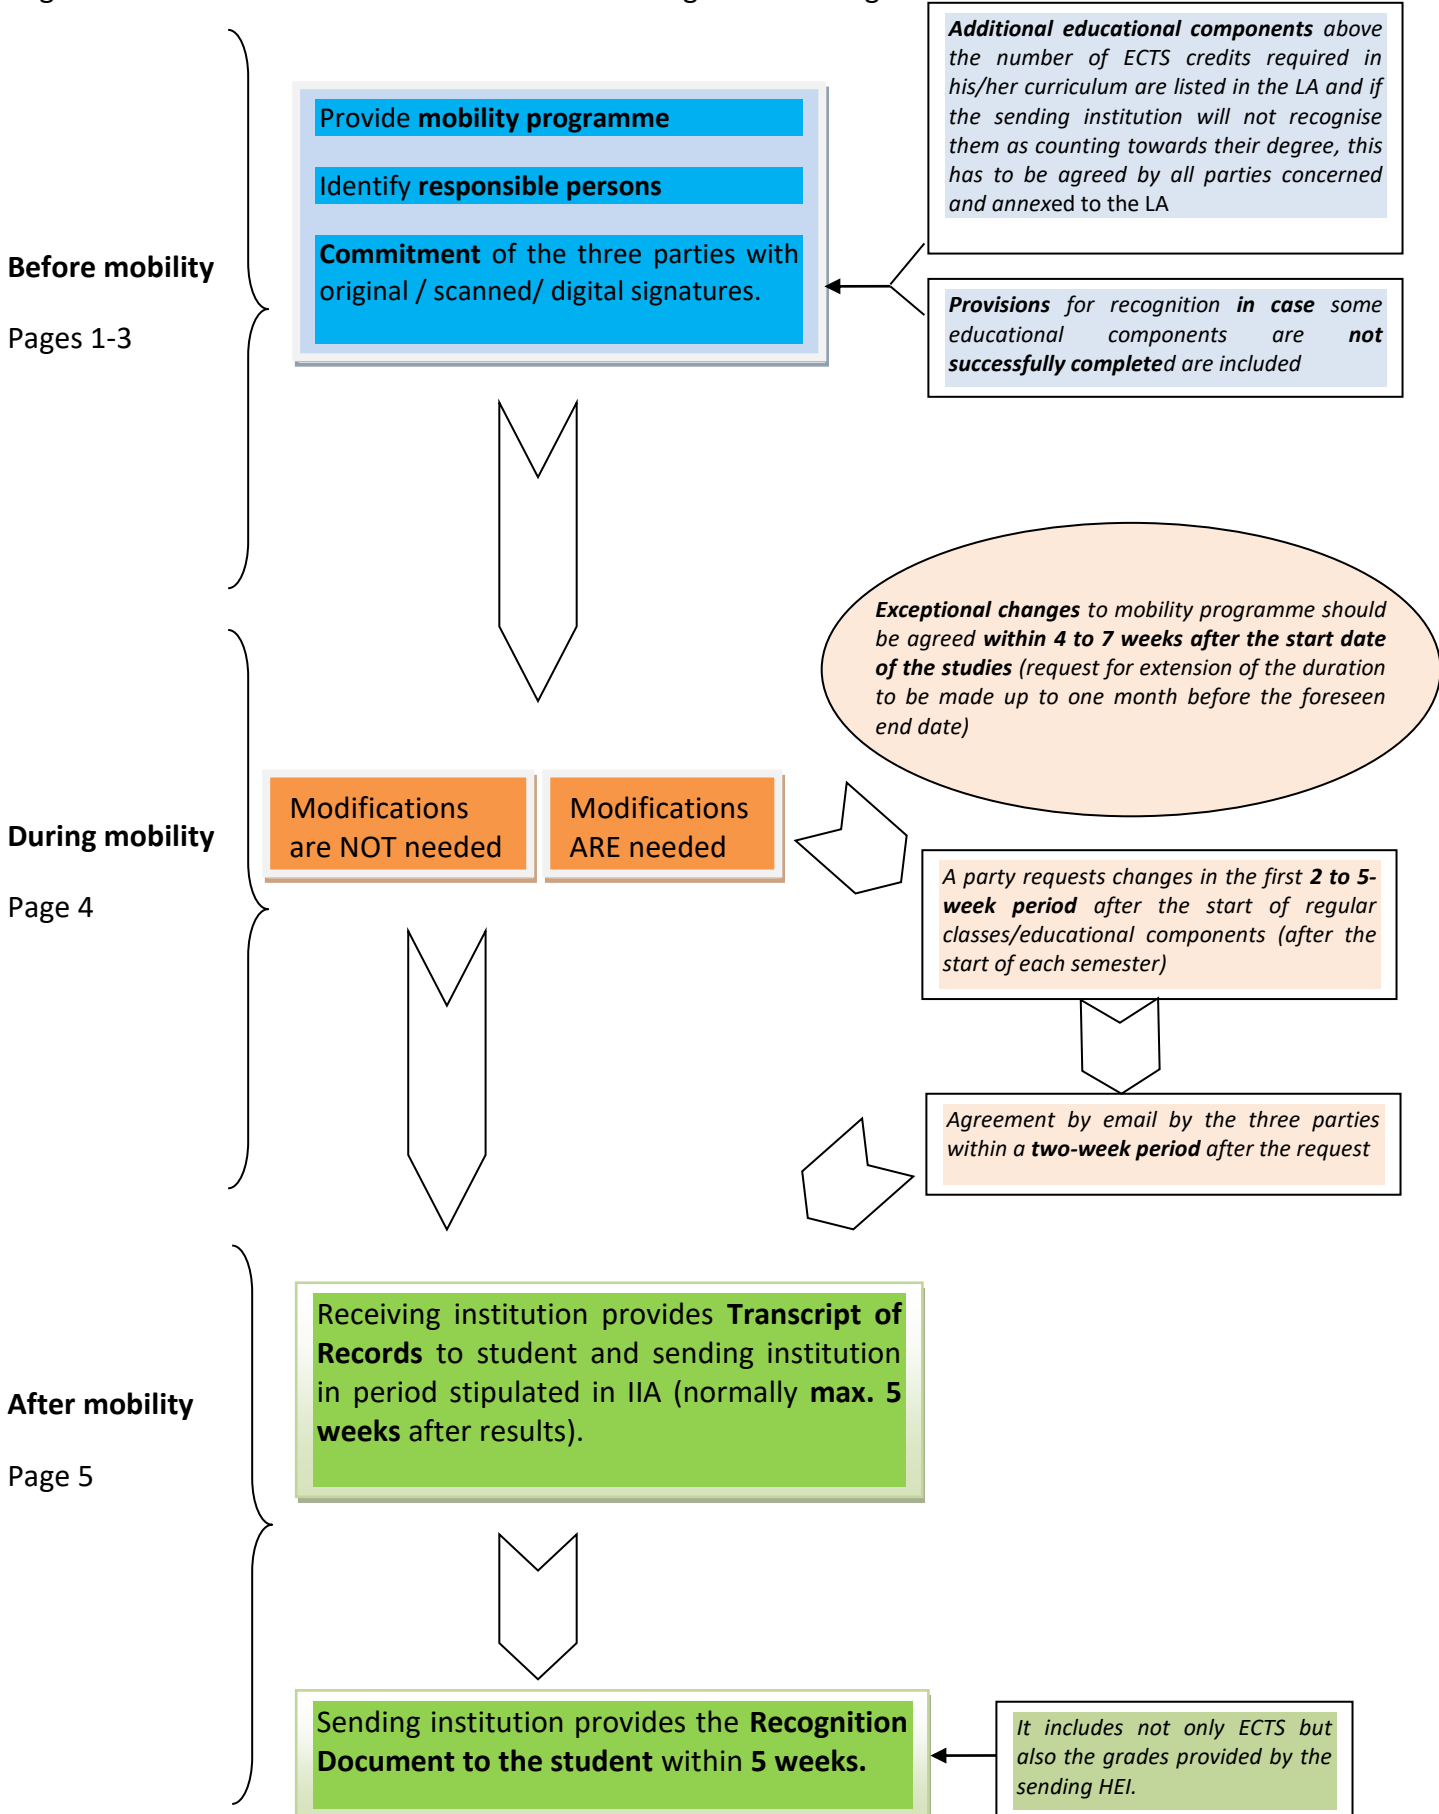 Additional educational components above
the number of ECTS credits required in
his/her curriculum are listed in the LA and if
the sending institution will not recognise
them as counting towards their degree, this
has to be agreed by all parties concerned
and annexed to the LA
Provide mobility programme
Identify responsible persons
Commitment of the three parties with
original / scanned/ digital signatures.
Before mobility
Pages 1-3
Provisions for recognition in case some
educational components are not
successfully completed are included
Exceptional changes to mobility programme should
be agreed within 4 to 7 weeks after the start date
of the studies (request for extension of the duration
to be made up to one month before the foreseen
end date)
Modifications
are NOT needed
Modifications
ARE needed
During mobility
Page 4
A party requests changes in the first 2 to 5-
week period after the start of regular
classes/educational components (after the
start of each semester)
Agreement by email by the three parties
within a two-week period after the request
Receiving institution provides Transcript of
Records to student and sending institution
in period stipulated in IIA (normally max. 5
weeks after results).
After mobility
Page 5
Sending institution provides the Recognition
Document to the student within 5 weeks.
It includes not only ECTS but
also the grades provided by the
sending HEI.